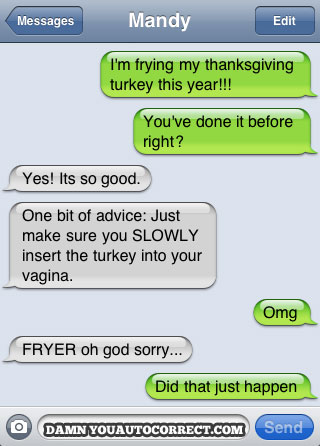 Messages
Mandy
Edit
I'm frying my thanksgiving
turkey this year!!!
You've done it before
right?
Yes! Its so good.
One bit of advice: Just
make sure you SLOWLY
insert the turkey into your
vagina.
Omg
FRYER oh god sorry...
Did that just happen
DAMNYOUAUTOCORRECT.COM
Send